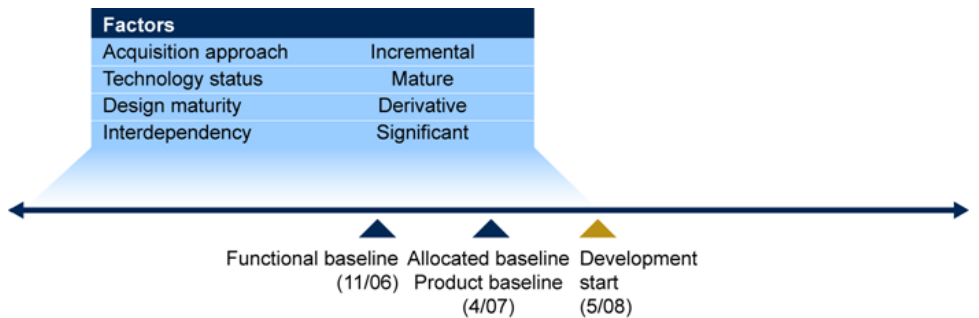 Factors
Acquisition approach Incremental
Technology status Mature
Design maturity Derivative
Interdependency Significant
Functional baseline
(11/06)
Allocated baseline
Product baseline
(4/07)
Development
start
(5/08)